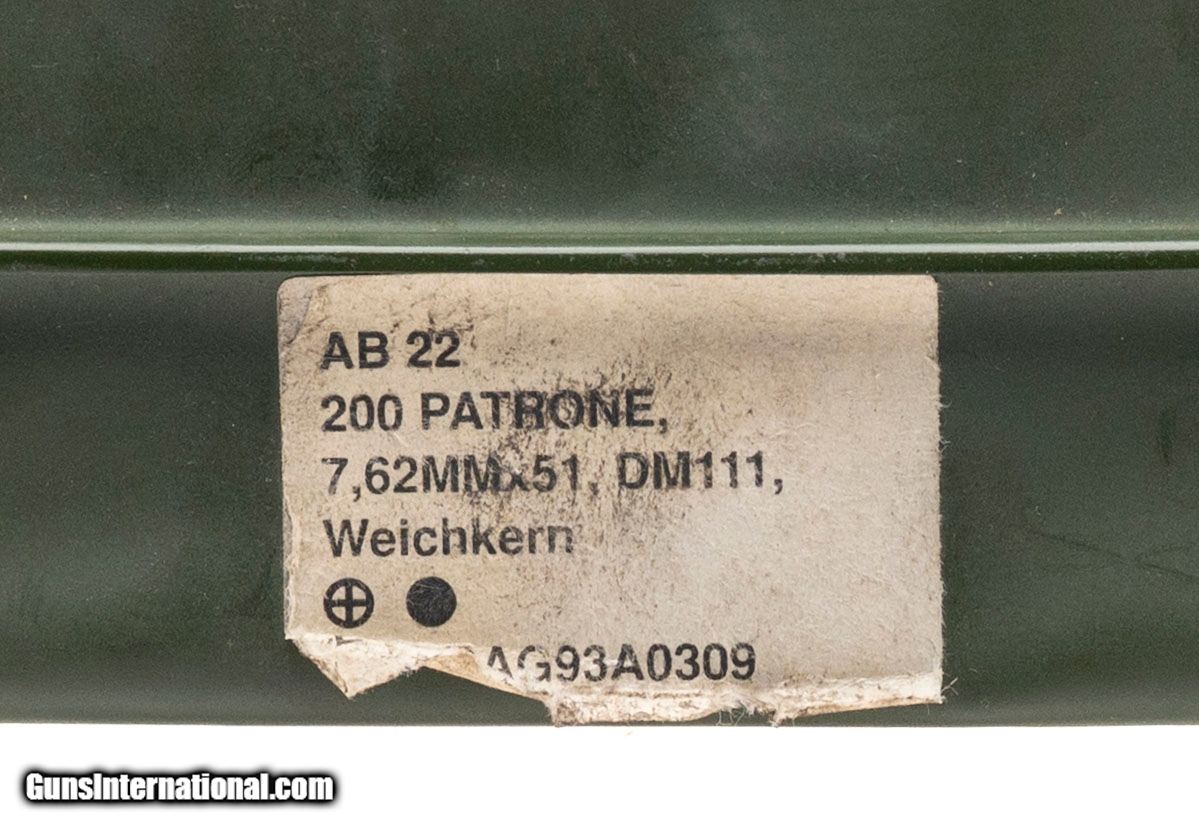 AB 22
200 PATRONE,
7,62MMx51, DM111,
Weichkern
AG93A0309
GunsInternational.com